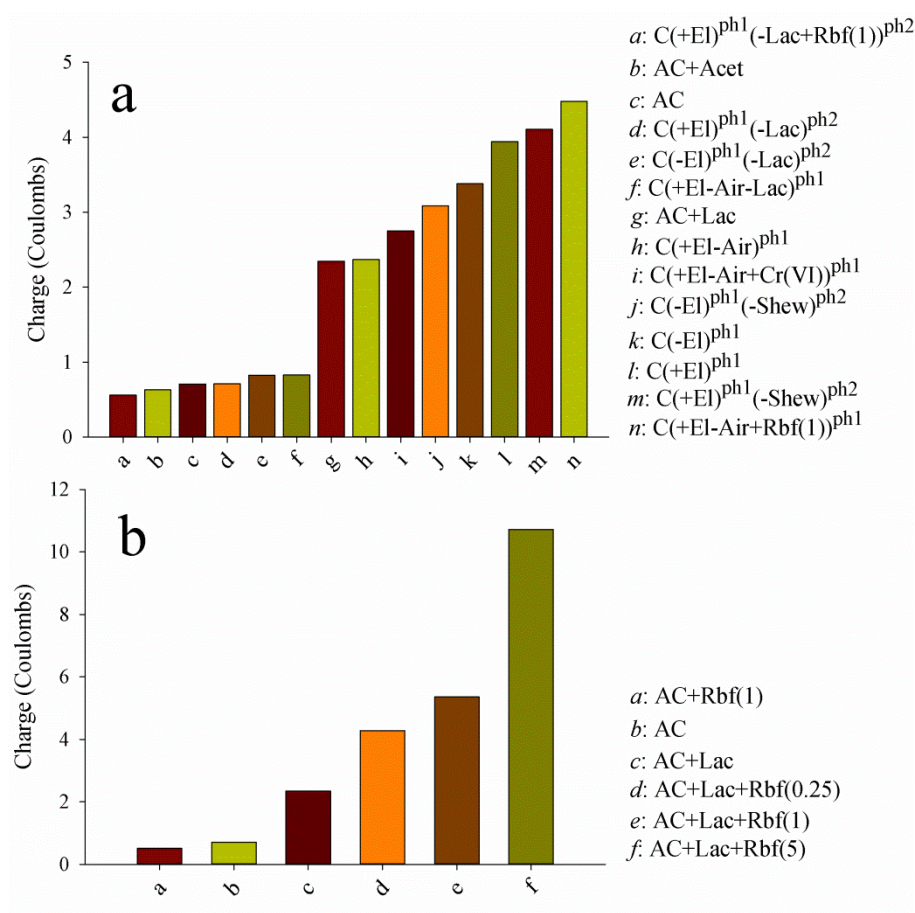 a
Charge (Coulombs)
5
4
3
2
1
0
a b c d e f g h i j k l m n
a: C(+El)ph1(-Lac+Rbf(1))ph2
b: AC+Acet
c: AC
d: C(+El)ph1(-Lac)ph2
e: C(-El)ph1(-Lac)ph2
f: C(+El-Air-Lac)ph1
g: AC+Lac
h: C(+El-Air)ph1
i: C(+El-Air+Cr(VI))ph1
j: C(-El)ph1(-Shew)ph2
k: C(-El)ph1
l: C(+El)ph1
m: C(+El)ph1(-Shew)ph2
n: C(+El-Air+Rbf(1))ph1
b
Charge (Coulombs)
12
10
8
6
4
2
0
a b c d e f
a: AC+Rbf(1)
b: AC
c: AC+Lac
d: AC+Lac+Rbf(0.25)
e: AC+Lac+Rbf(1)
f: AC+Lac+Rbf(5)